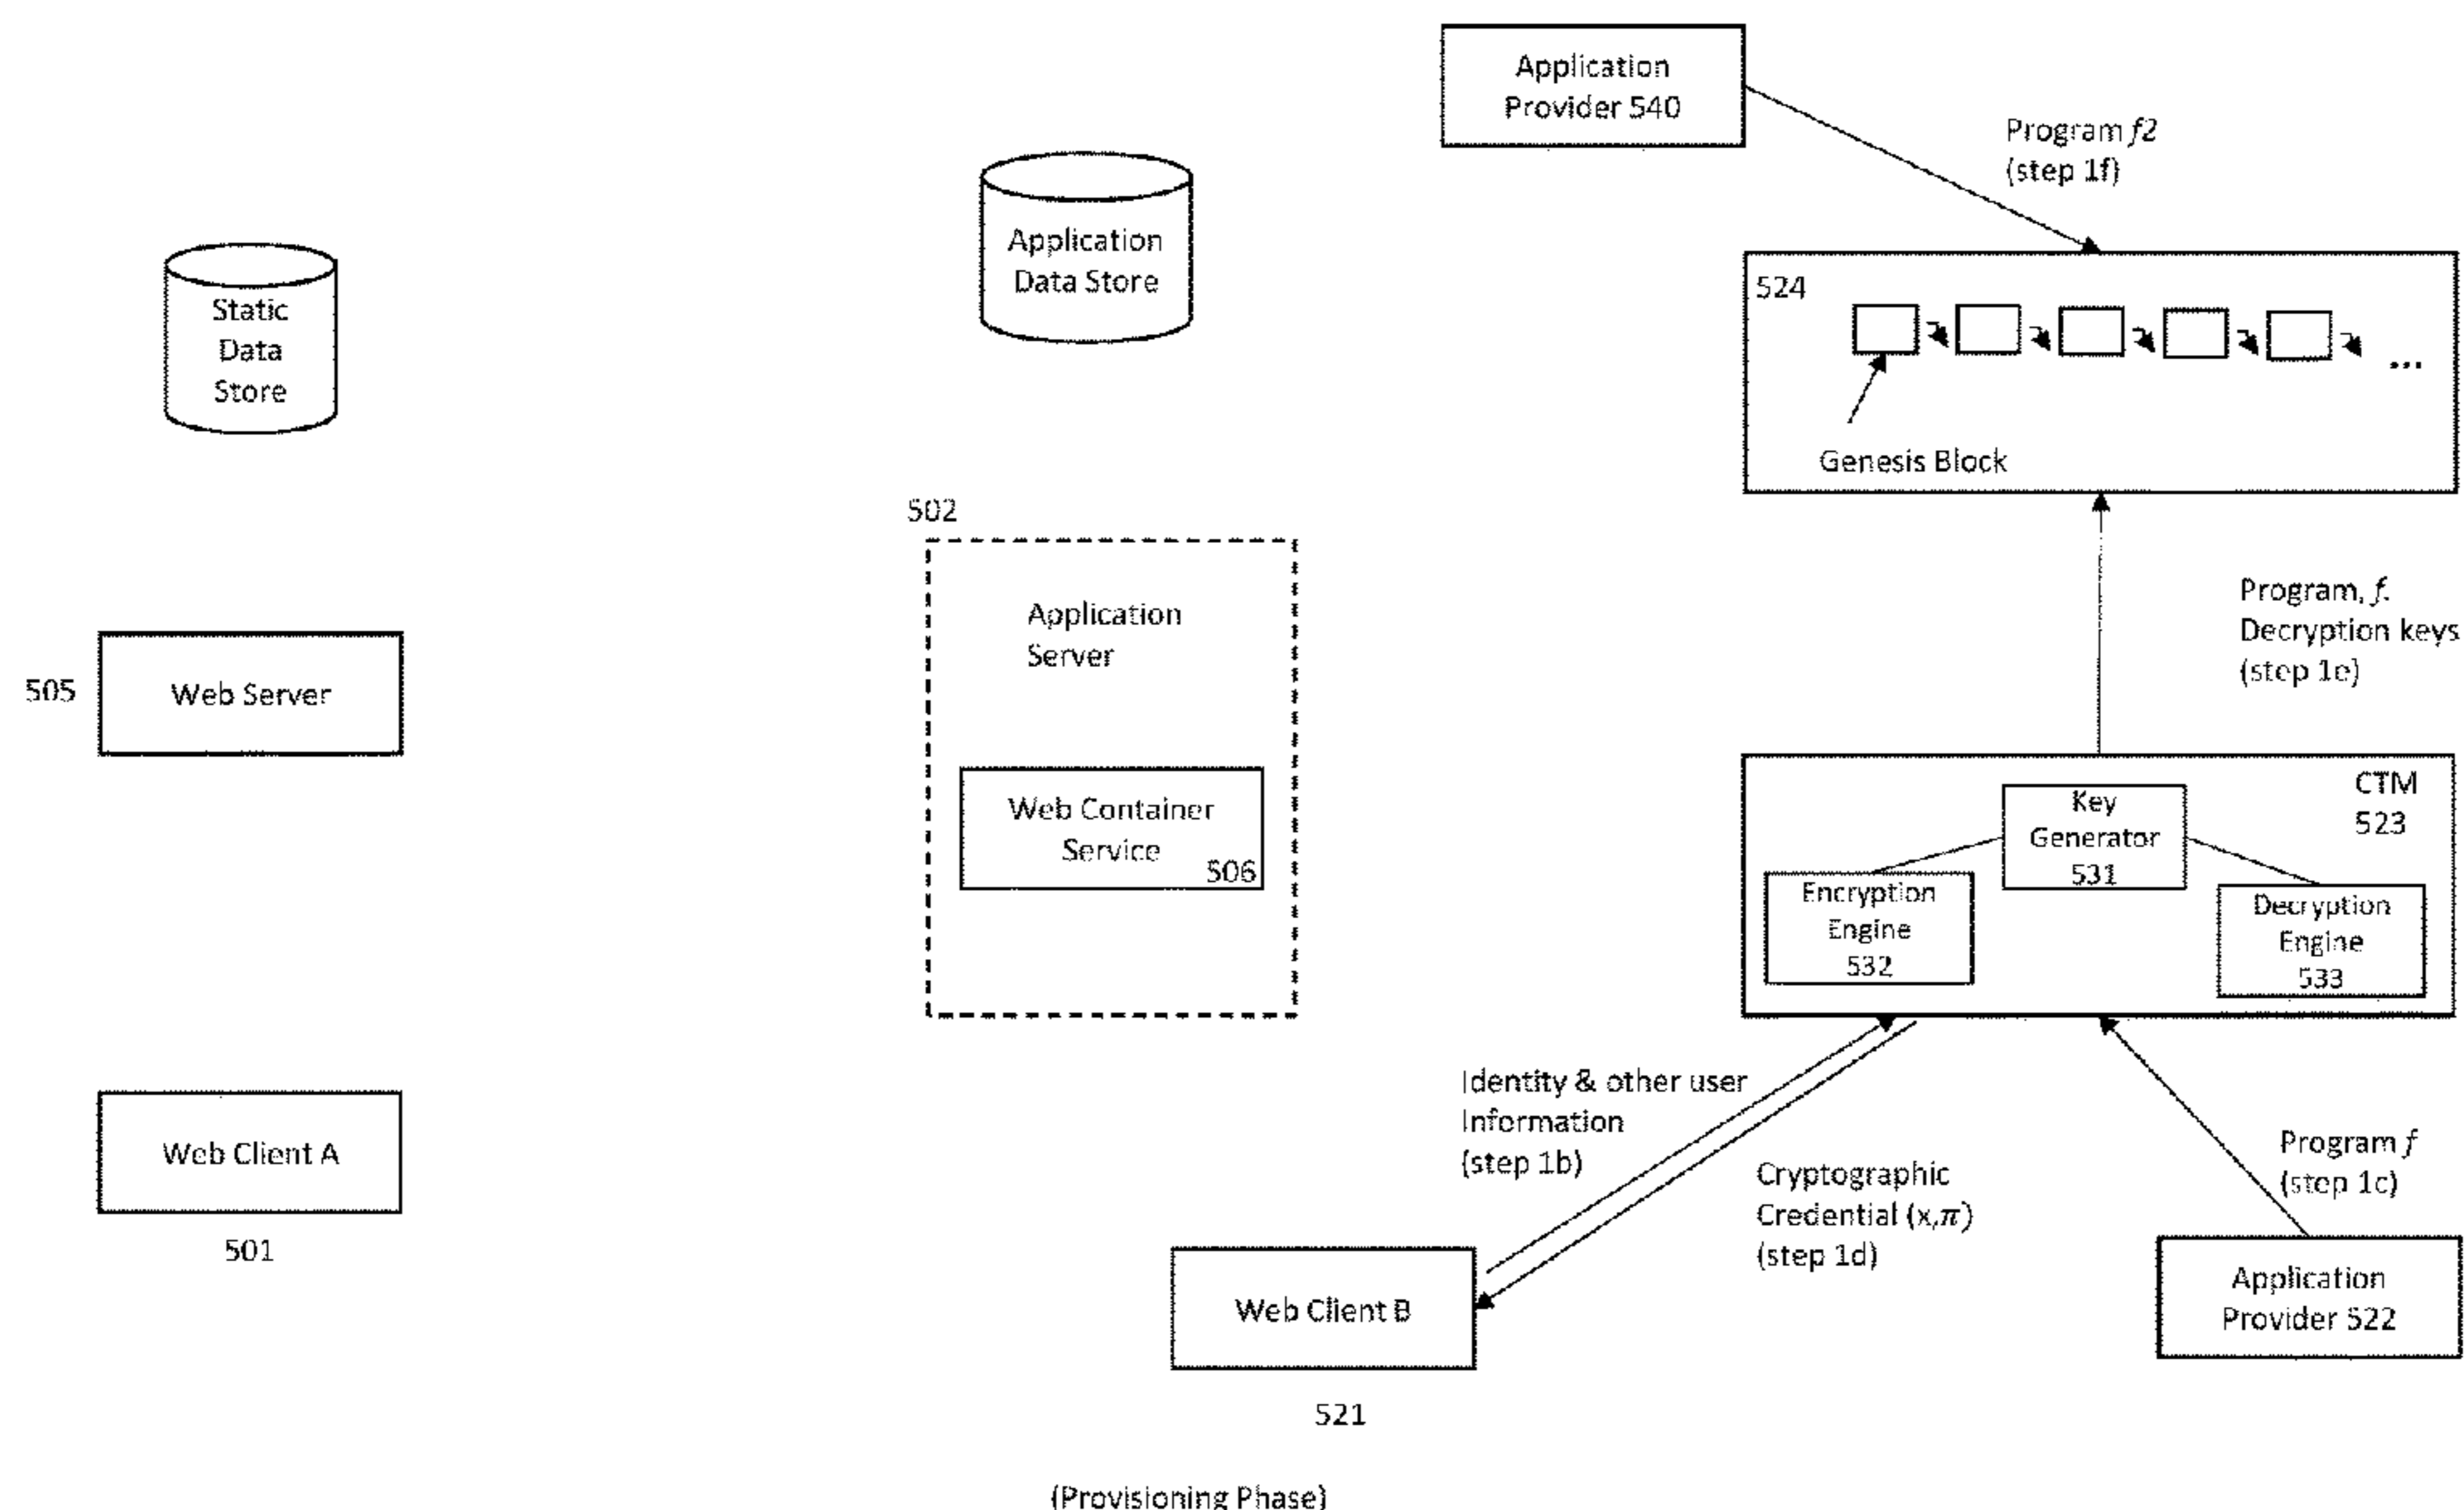 Application
Provider 540
Program f2
(step 1f)
Application
Data Store
Static
Data
Store
524
...
Genesis Block
502
Application
Server
Program, f.
Decryption keys
(step 1e)
505
Web Server
Web Container
Service
506
CTM
523
Key
Generator
531
Encryption
Engine
532
Decryption
Engine
533
Identity & other user
Information
(step 1b)
Web Client A
501
Cryptographic
Credential (x,π)
(step 1d)
Program f
(step 1c)
Web Client B
521
Application
Provider 522
(Provisioning Phase)